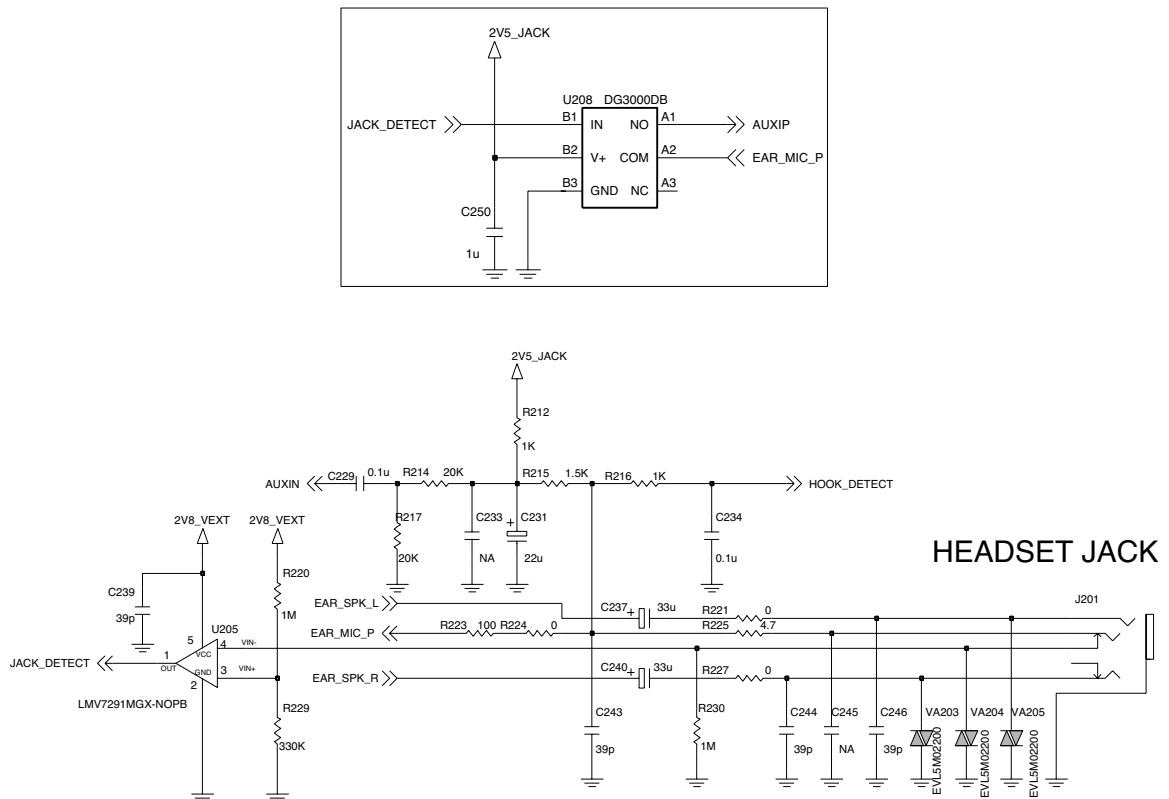 2V5_JACK
U208 DG3000DB
JACK_DETECT B1 IN NO A1 AUXIP
B2 V+ COM A2 EAR_MIC_P
B3 GND NC A3
C250
1u
2V5_JACK
R212
1K
AUXIN C229 0.1u R214 20K R215 1.5K R216 1K HOOK_DETECT
2V8_VEXT 2V8_VEXT R217 C233 + C231 C234
20K NA 22u 0.1u
HEADSET JACK
C239 R220
39p 1M
EAR_SPK_L C237 + 33u R221 0 J201
U205 EAR_MIC_P R223 100 R224 0 R225 4.7
5 4 VIN-
VCC
JACK_DETECT 1 OUT GND 3 VIN+
2 EAR_SPK_R C240 + 33u R227 0
LMV7291MGX-NOPB R229
330K
C243 R230 C244 C245 C246 VA203 VA204 VA205
39p 1M 39p NA 39p
EVL5M02200 EVL5M02200 EVL5M02200